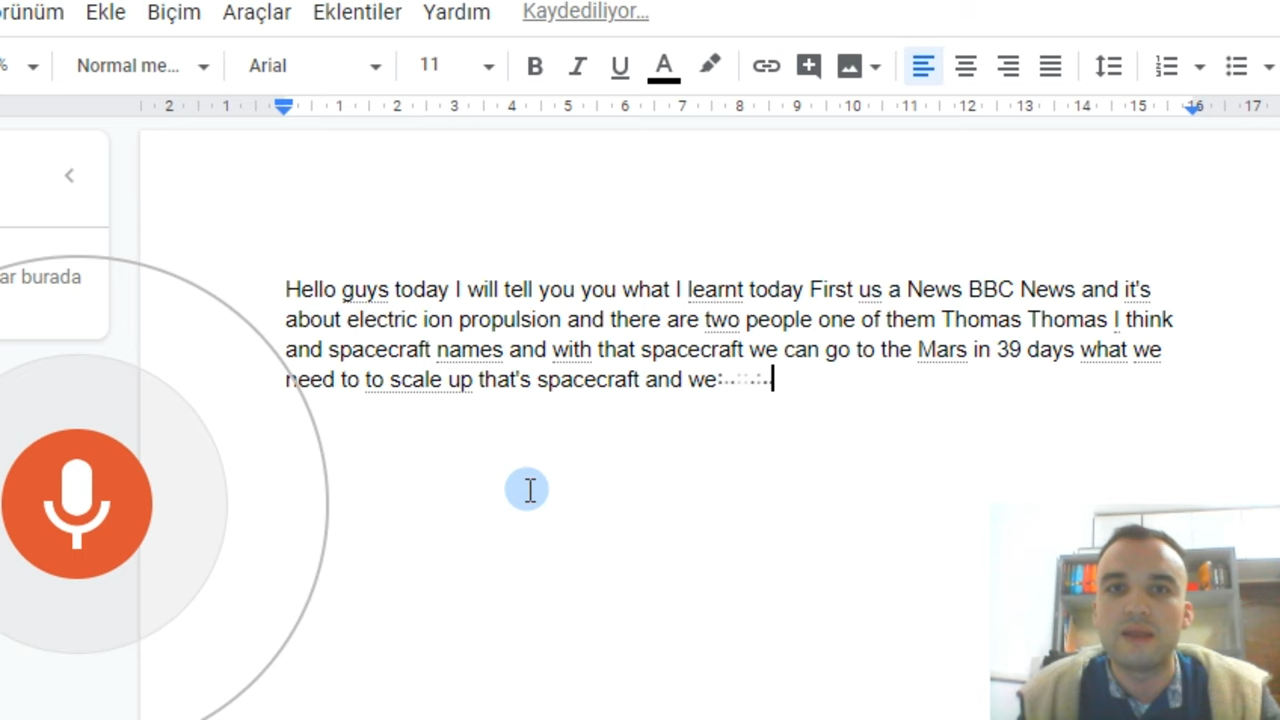 rünüm Ekle Biçim Araçlar Eklentiler Yardım Kaydediliyor...
% Normal me... Arial 11 B I U A
2 1 1 2 3 4 5 6 7 8 9 10 11 12 13 14 15 16 17
ar burada
Hello guys today I will tell you you what I learnt today First us a News BBC News and it's
about electric ion propulsion and there are two people one of them Thomas Thomas I think
and spacecraft names and with that spacecraft we can go to the Mars in 39 days what we
need to to scale up that's spacecraft and we